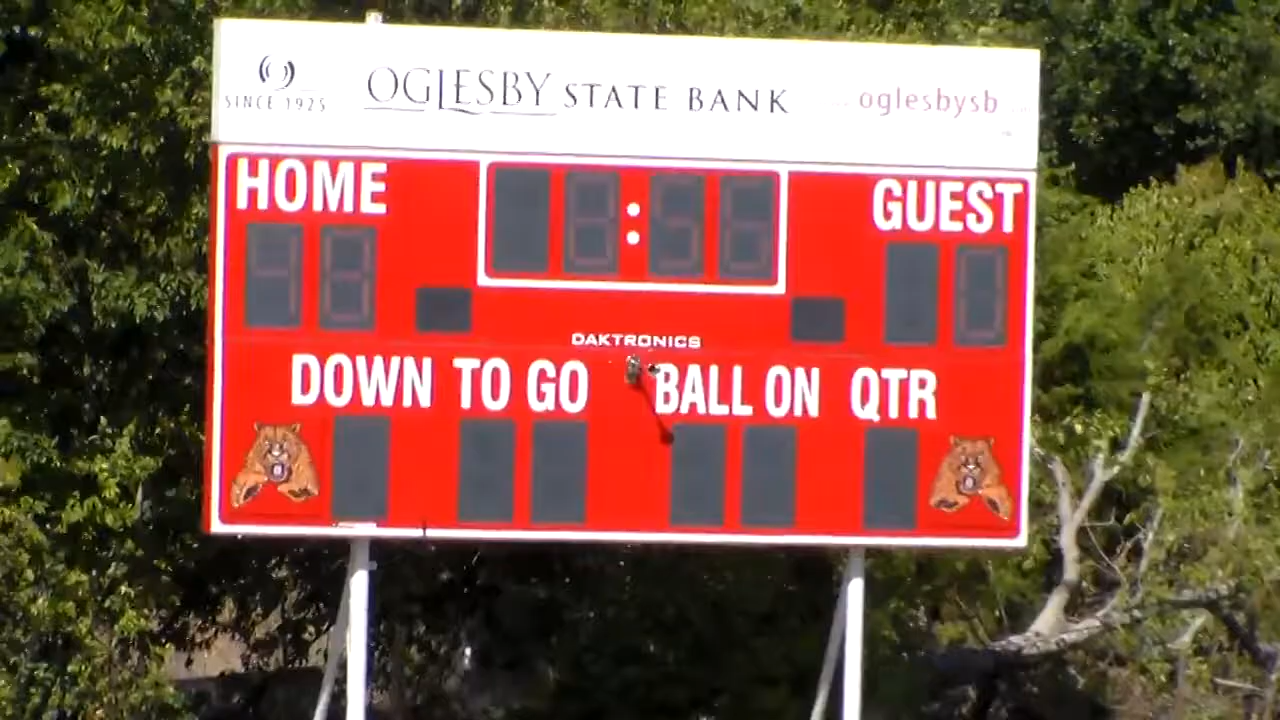 SINCE 1925
OGLESBY STATE BANK
oglesbysb
HOME
GUEST
DAKTRONICS
DOWN TO GO BALL ON QTR